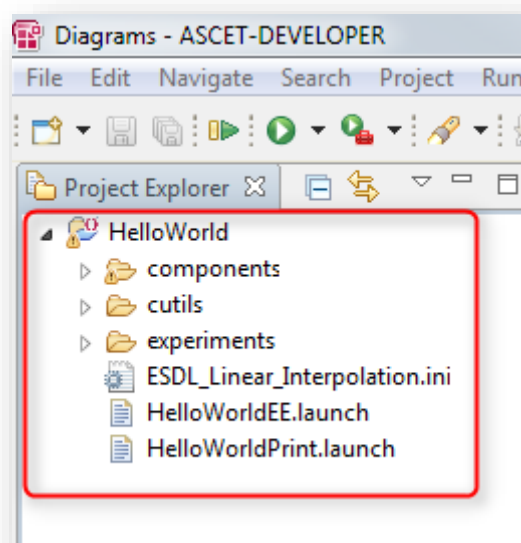 Diagrams - ASCET-DEVELOPER
File Edit Navigate Search Project Run
Project Explorer
HelloWorld
components
cutils
experiments
ESDL_Linear_Interpolation.ini
HelloWorldEE.launch
HelloWorldPrint.launch